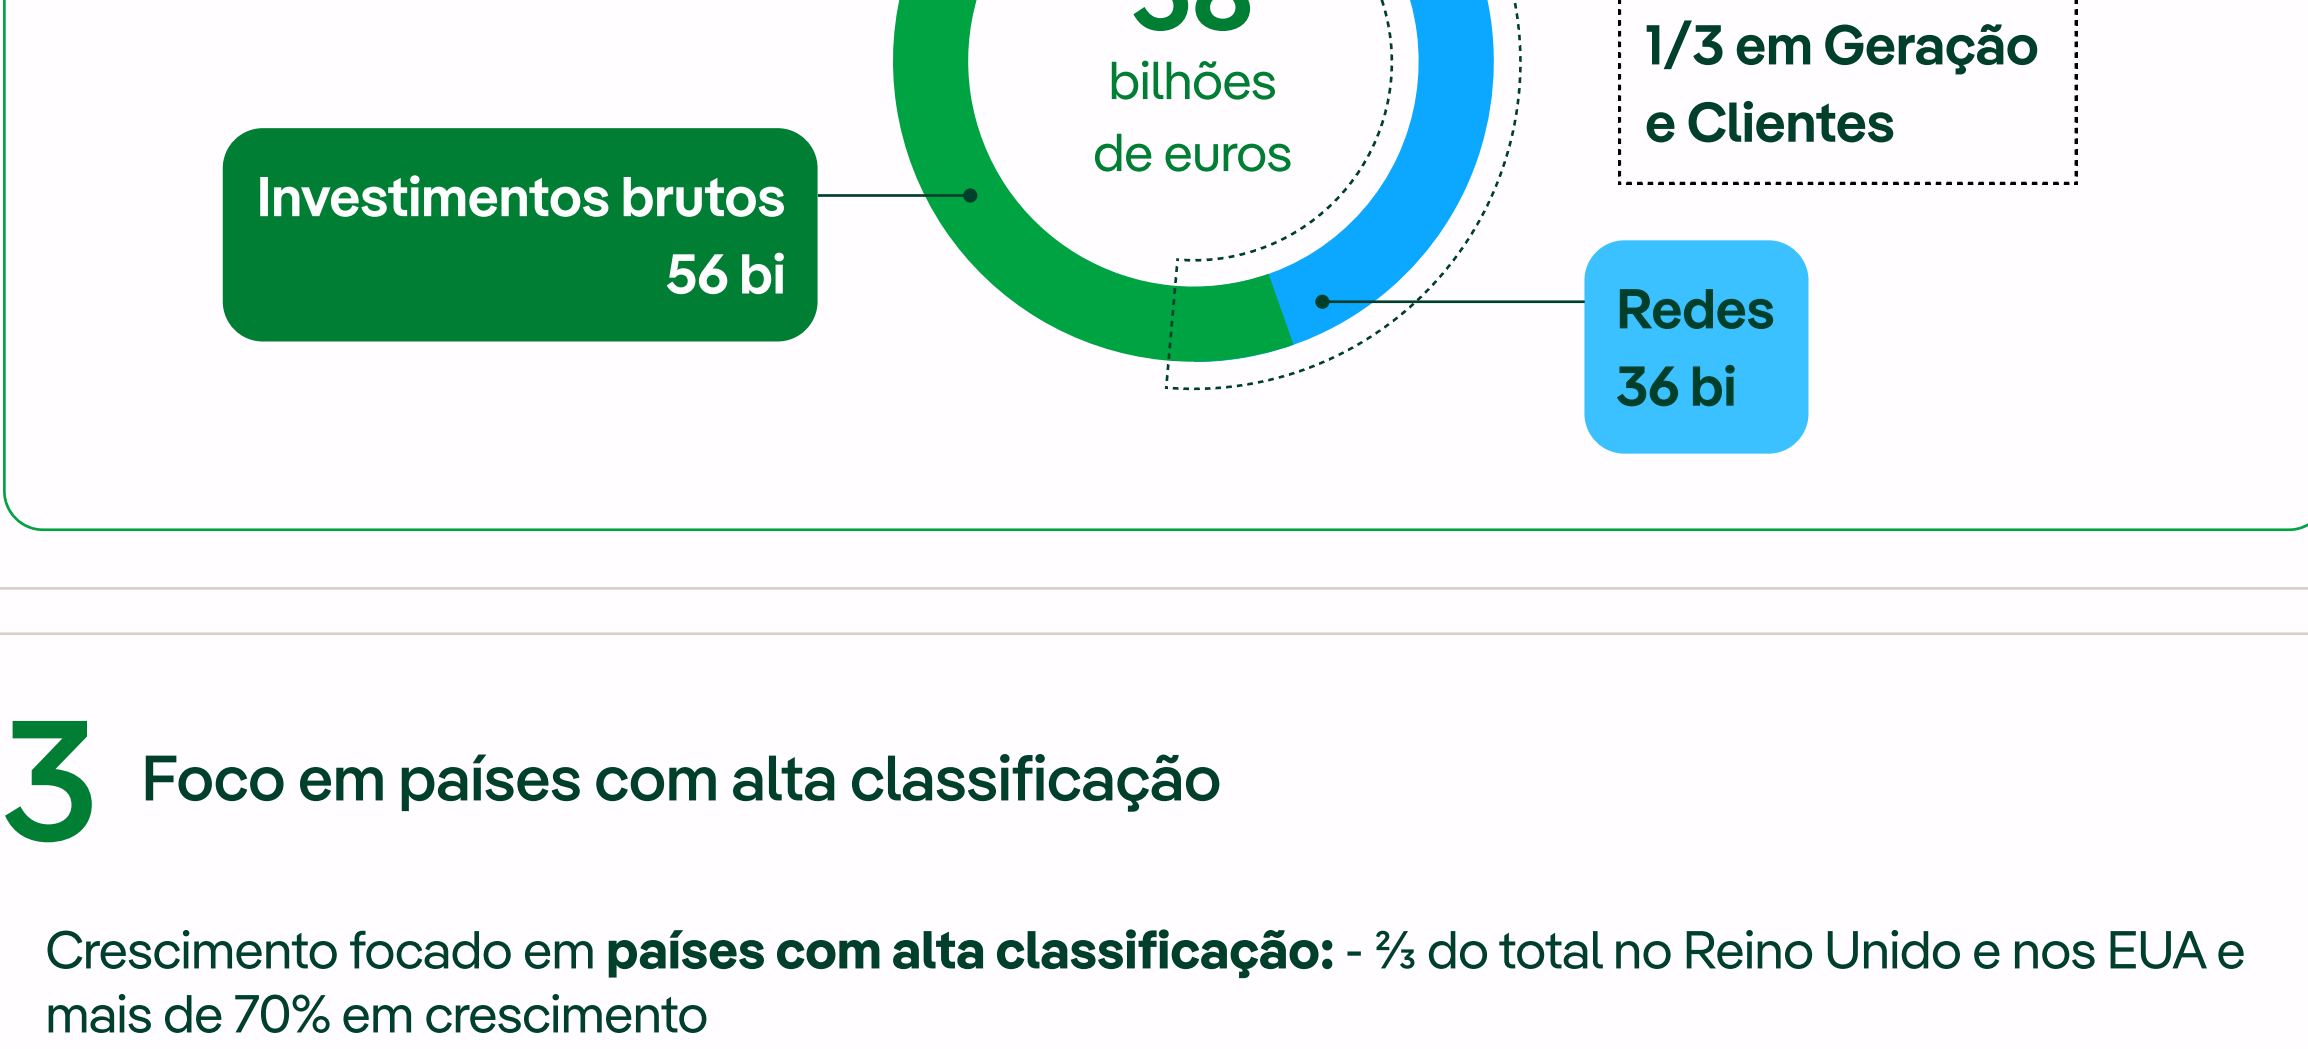 1/3 em Geração
e Clientes
bilhões
de euros
Investimentos brutos
56 bi
Redes
36 bi
3
Foco em países com alta classificação
Crescimento focado em países com alta classificação: - ⅔ do total no Reino Unido e nos EUA e
mais de 70% em crescimento